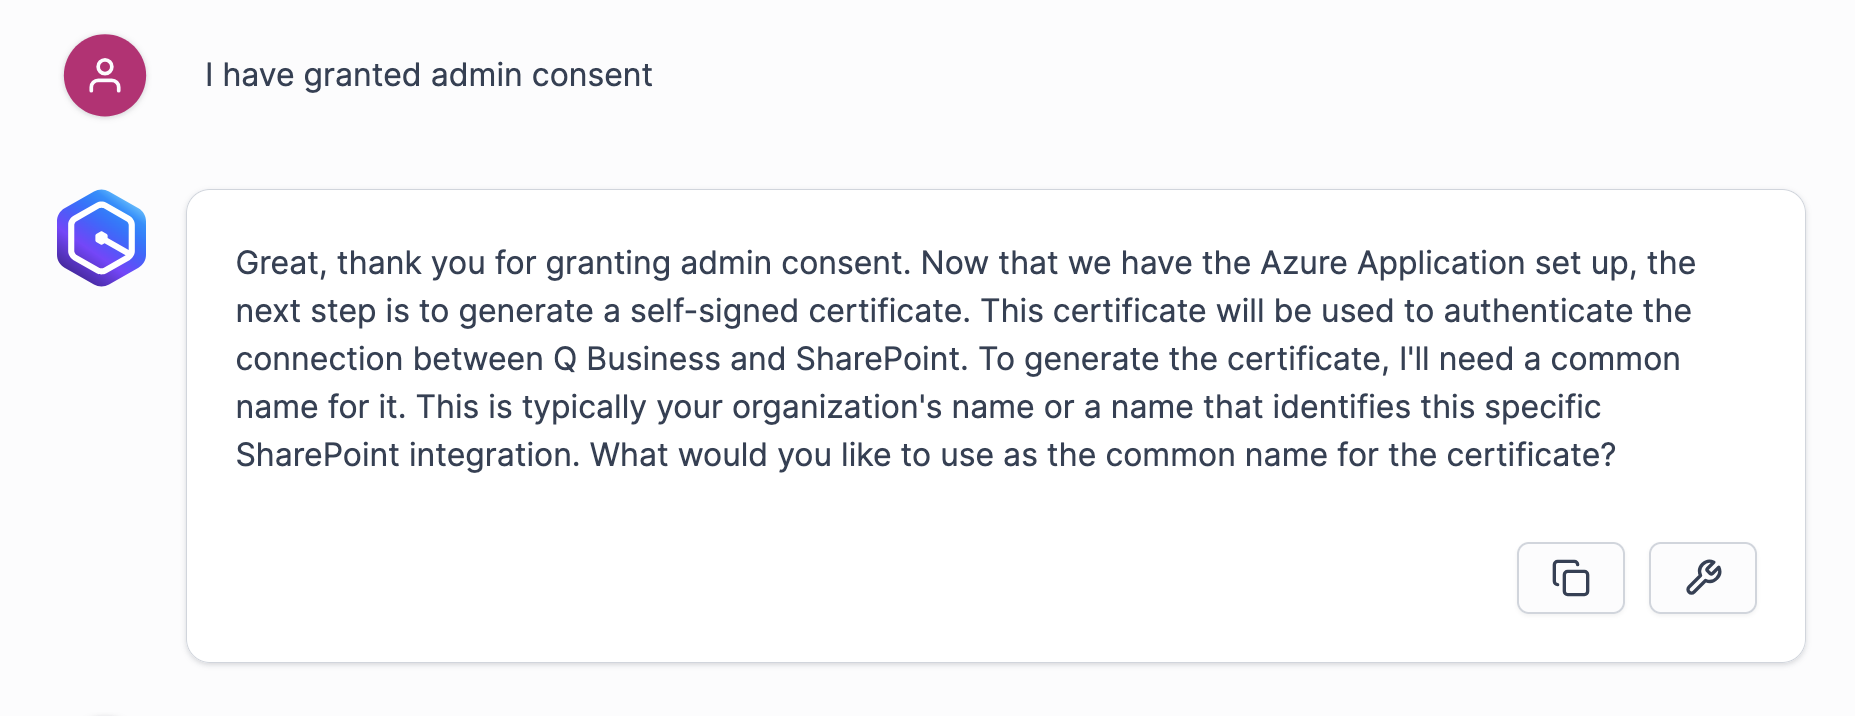 I have granted admin consent
Great, thank you for granting admin consent. Now that we have the Azure Application set up, the
next step is to generate a self-signed certificate. This certificate will be used to authenticate the
connection between Q Business and SharePoint. To generate the certificate, I'll need a common
name for it. This is typically your organization's name or a name that identifies this specific
SharePoint integration. What would you like to use as the common name for the certificate?